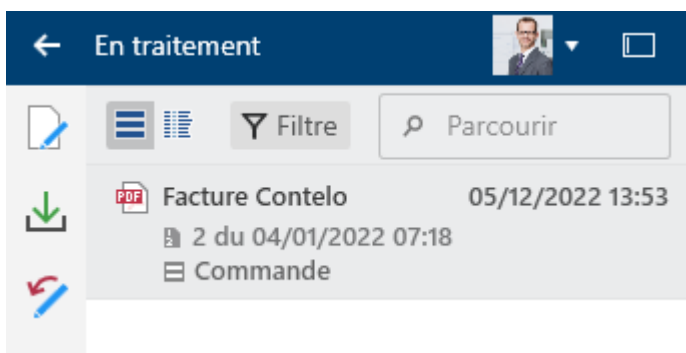 En traitement
Filtre
Parcourir
PDF
Facture Contelo 05/12/2022 13:53
2 du 04/01/2022 07:18
Commande